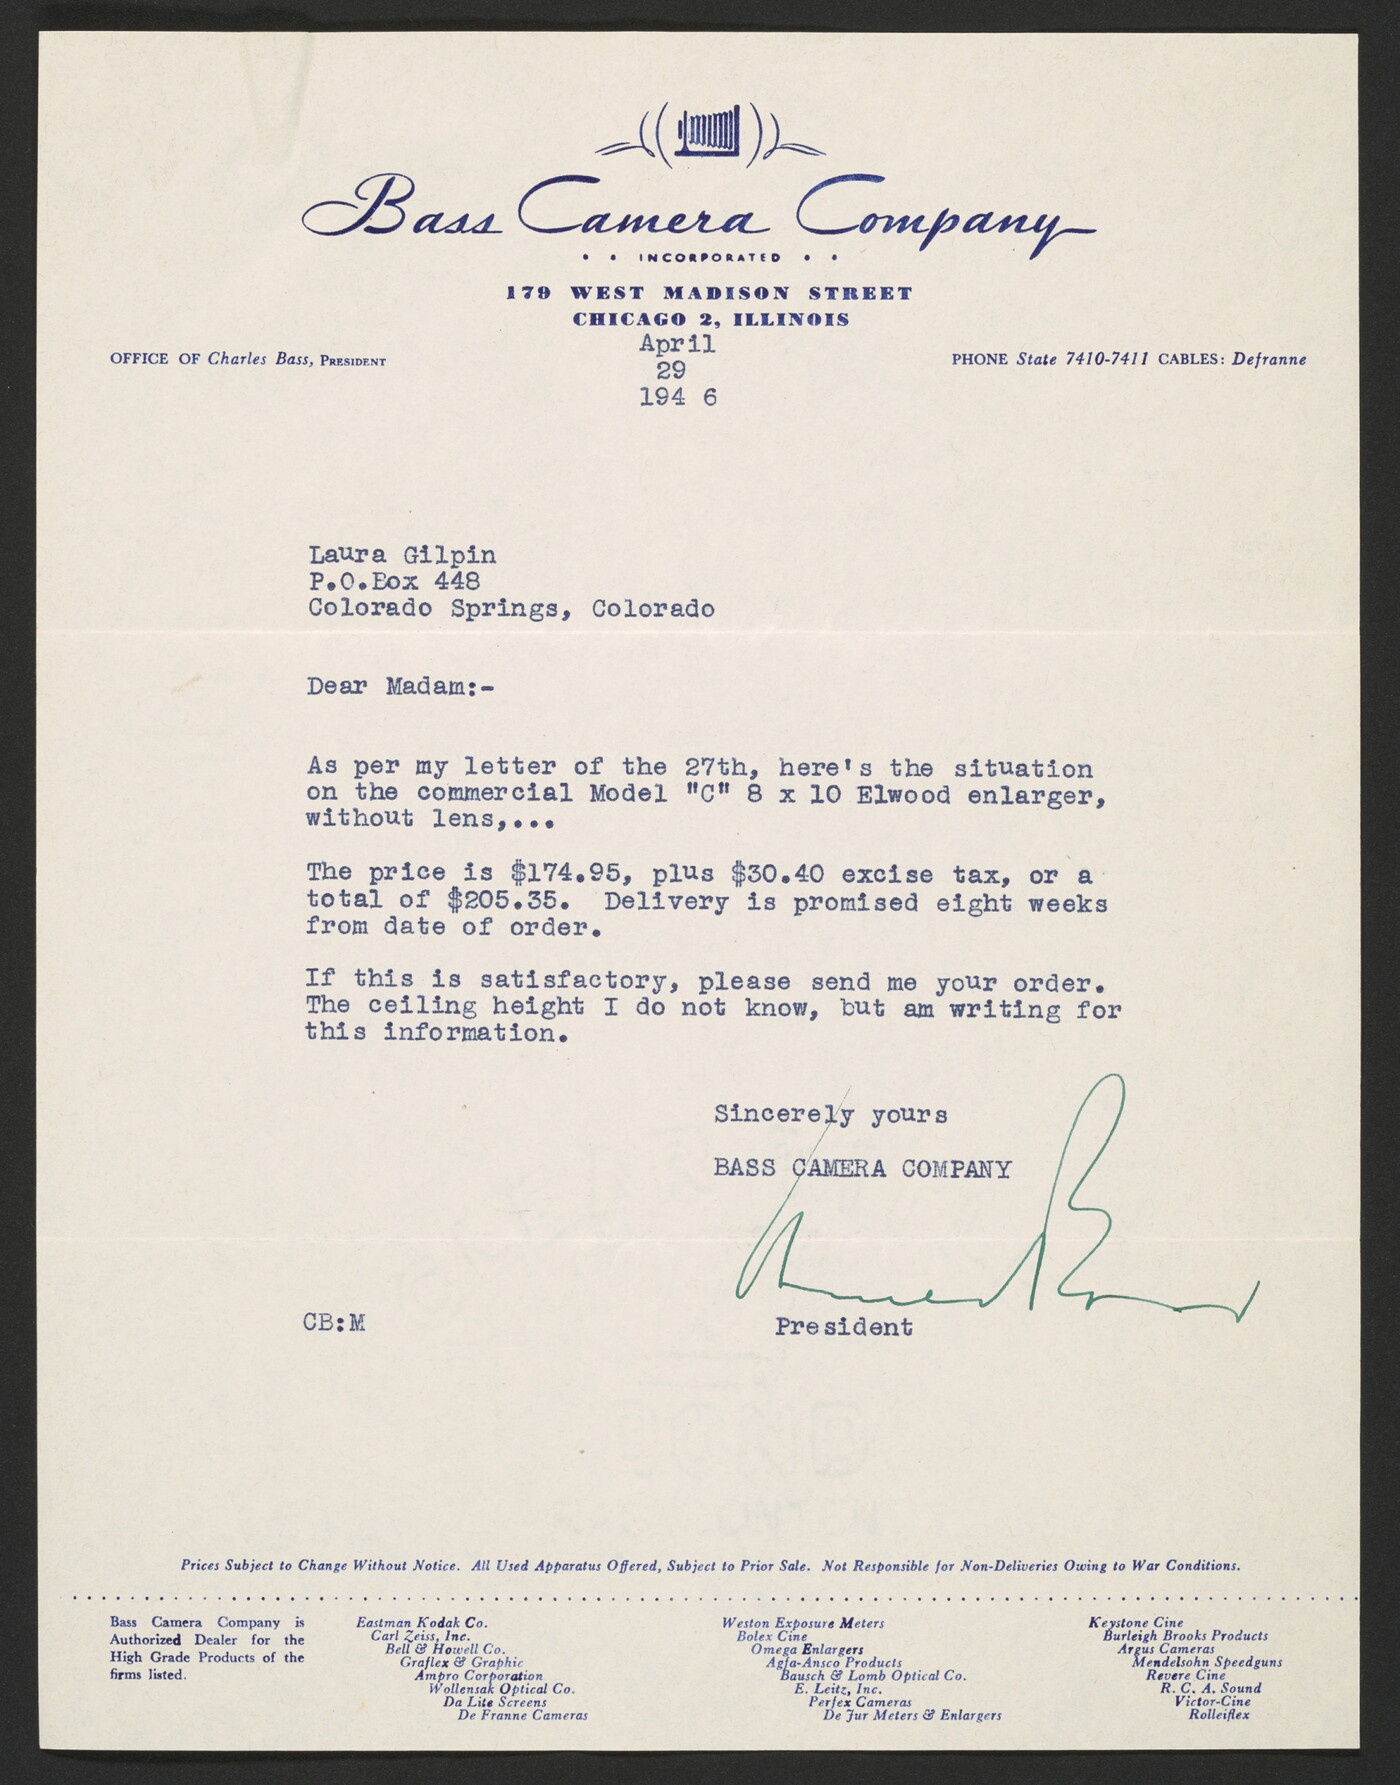 Bass Camera Company
• • INCORPORATED • •
179 WEST MADISON STREET
CHICAGO 2, ILLINOIS
OFFICE OF Charles Bass, PRESIDENT
April
29
194 6
PHONE State 7410-7411 CABLES: Defranne
Laura Gilpin
P.O.Box 448
Colorado Springs, Colorado
Dear Madam:-
As per my letter of the 27th, here's the situation
on the commercial Model "C" 8 x 10 Elwood enlarger,
without lens,...
The price is $174.95, plus $30.40 excise tax, or a
total of $205.35. Delivery is promised eight weeks
from date of order.
If this is satisfactory, please send me your order.
The ceiling height I do not know, but am writing for
this information.
Sincerely yours
BASS CAMERA COMPANY
CB:M
President
Prices Subject to Change Without Notice. All Used Apparatus Offered, Subject to Prior Sale. Not Responsible for Non-Deliveries Owing to War Conditions.
Bass Camera Company is
Authorized Dealer for the
High Grade Products of the
firms listed.
Eastman Kodak Co.
Carl Zeiss, Inc.
Bell & Howell Co.
Graflex & Graphic
Ampro Corporation
Wollensak Optical Co.
Da Lite Screens
De Franne Cameras
Weston Exposure Meters
Bolex Cine
Omega Enlargers
Agfa-Ansco Products
Bausch & Lomb Optical Co.
E. Leitz, Inc.
Perfex Cameras
De Jur Meters & Enlargers
Keystone Cine
Burleigh Brooks Products
Argus Cameras
Mendelsohn Speedguns
Revere Cine
R. C. A. Sound
Victor-Cine
Rolleiflex